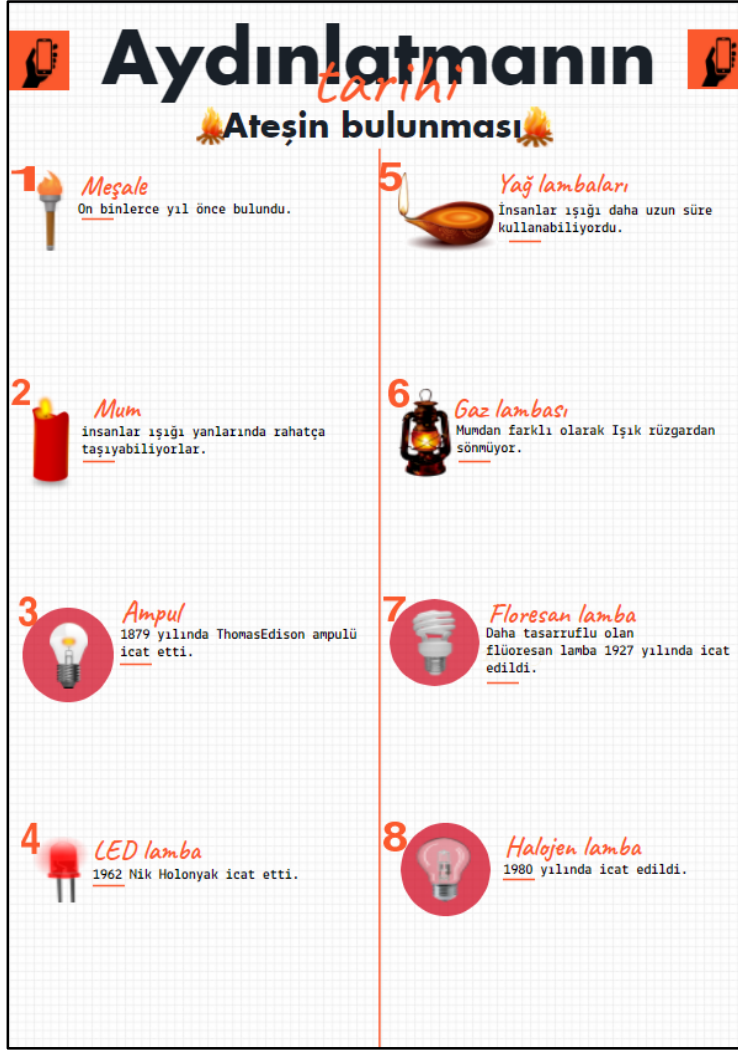 Aydınlatmanın
tarihi
Ateşin bulunması
1
Meşale
On binlerce yıl önce bulundu.
2
Mum
insanlar ışığı yanlarında rahatça
taşıyabiliyorlar.
3
Ampul
1879 yılında ThomasEdison ampulü
icat etti.
4
LED lamba
1962 Nik Holonyak icat etti.
5
Yağ lambaları
İnsanlar ışığı daha uzun süre
kullanabiliyordu.
6
Gaz lambası
Mumdan farklı olarak Işık rüzgardan
sönmüyor.
7
Floresan lamba
Daha tasarruflu olan
flüoresan lamba 1927 yılında icat
edildi.
8
Halojen lamba
1980 yılında icat edildi.